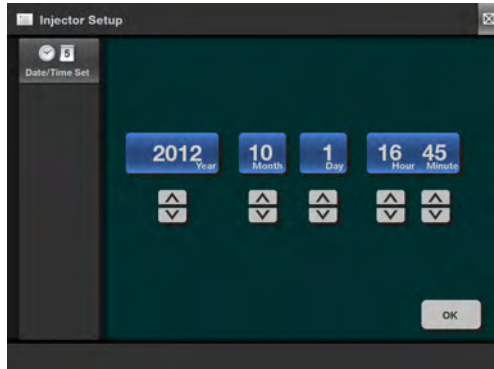 Injector Setup
5
Date/Time Set
2012 Year
10 Month
1 Day
16 Hour 45 Minute
OK